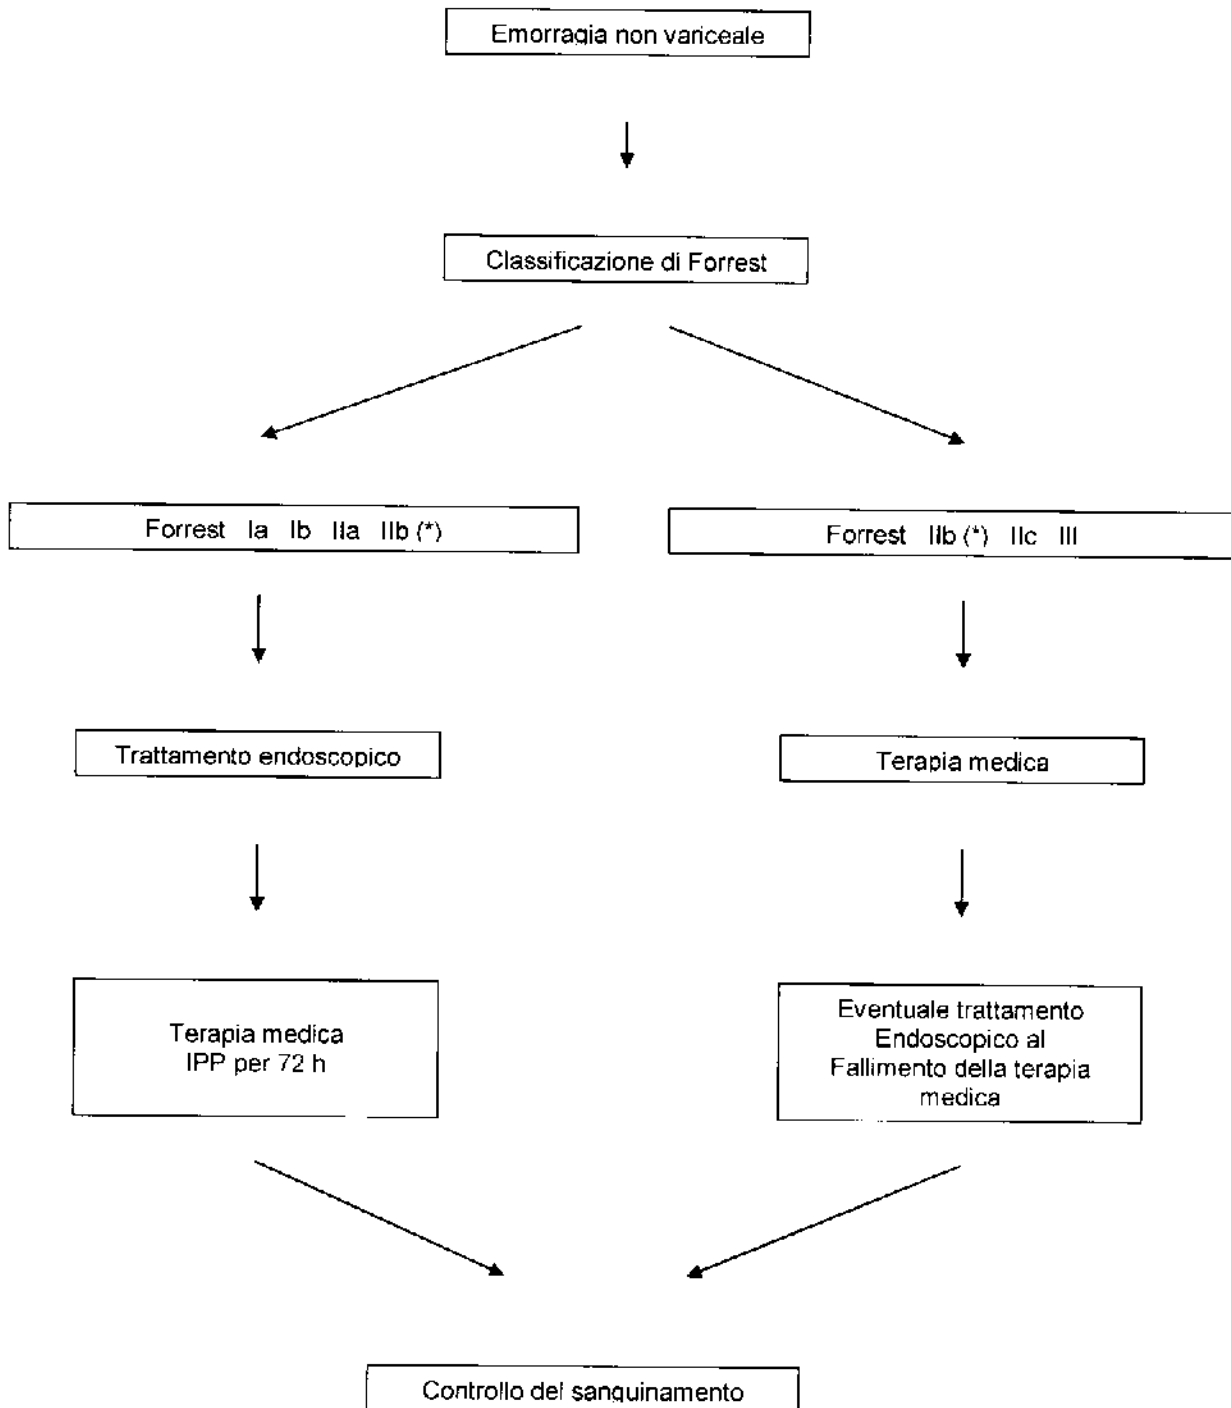 Emorragia non variceale
Classificazione di Forrest
Forrest Ia Ib IIa IIb (*)
Forrest IIb (*) IIc III
Trattamento endoscopico
Terapia medica
Terapia medica
IPP per 72 h
Eventuale trattamento
Endoscopico al
Fallimento della terapia
medica
Controllo del sanguinamento